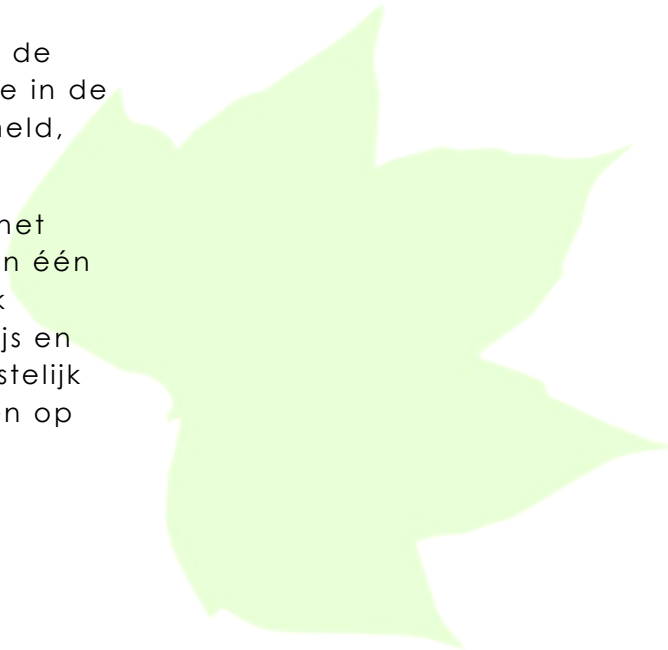 de
e in de
neld,
net
n één
k
js en
stelijk
n op